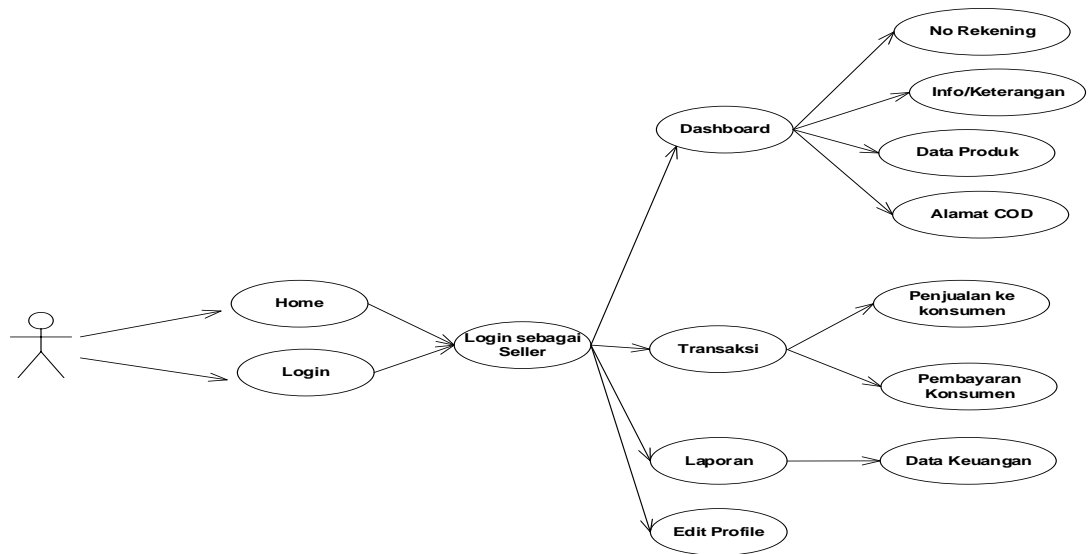 No Rekening
Info/Keterangan
Dashboard
Data Produk
Alamat COD
Home
Penjualan ke
konsumen
Login sebagai
Seller
Transaksi
Login
Pembayaran
Konsumen
Laporan
Data Keuangan
Edit Profile